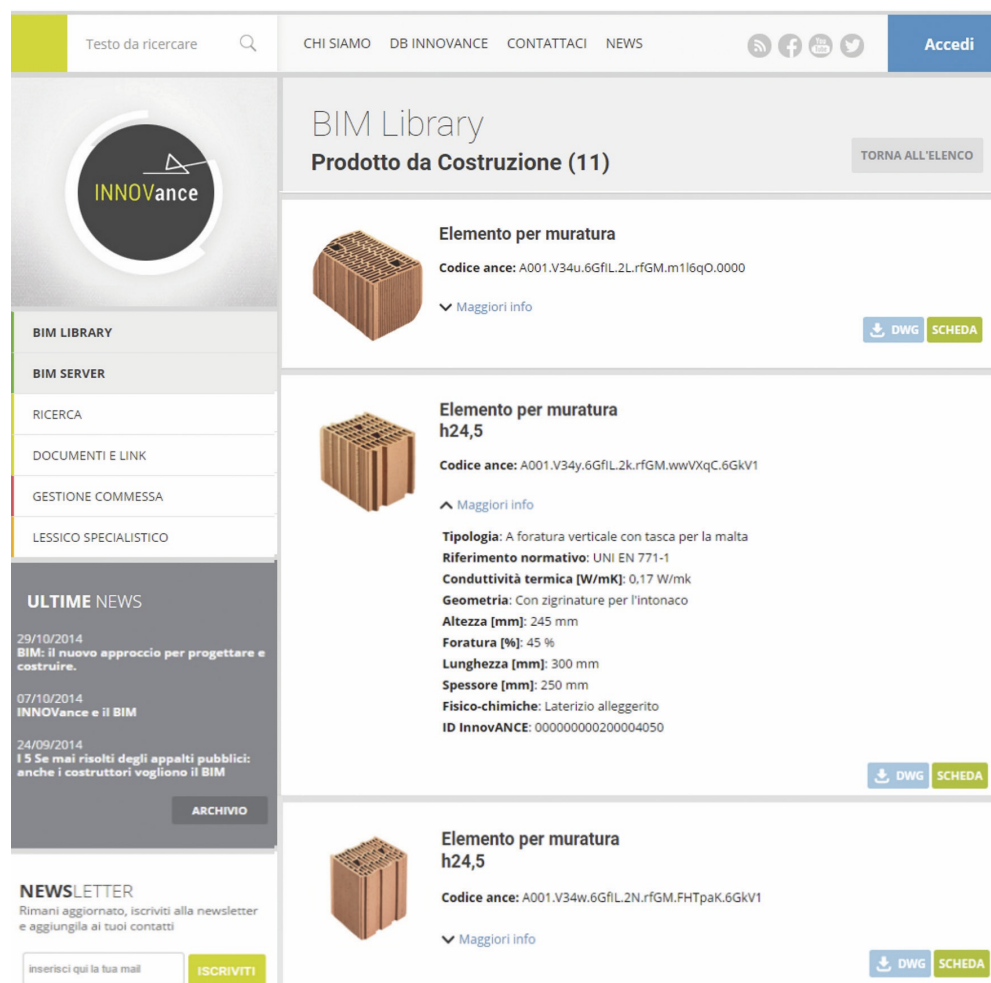 Testo da ricercare
CHI SIAMO DB INNOVANCE CONTATTACI NEWS
You Tube
Accedi
INNOVance
BIM LIBRARY
BIM SERVER
RICERCA
DOCUMENTI E LINK
GESTIONE COMMESSA
LESSICO SPECIALISTICO
ULTIME NEWS
29/10/2014
BIM: il nuovo approccio per progettare e
costruire.
07/10/2014
INNOVance e il BIM
24/09/2014
I 5 Se mai risolti degli appalti pubblici:
anche i costruttori vogliono il BIM
ARCHIVIO
NEWSLETTER
Rimani aggiornato, iscriviti alla newsletter
e aggiungila ai tuoi contatti
inserisci qui la tua mail
ISCRIVITI
BIM Library
Prodotto da Costruzione (11)
TORNA ALL'ELENCO
Elemento per muratura
Codice ance: A001.V34u.6GfIL.2L.rfGM.m1l6qO.0000
Maggiori info
DWG SCHEDA
Elemento per muratura
h24,5
Codice ance: A001.V34y.6GfIL.2k.rfGM.wwVXqC.6GkV1
Maggiori info
Tipologia: A foratura verticale con tasca per la malta
Riferimento normativo: UNI EN 771-1
Conduttività termica [W/mK]: 0,17 W/mk
Geometria: Con zigrinature per l'intonaco
Altezza [mm]: 245 mm
Foratura [%]: 45 %
Lunghezza [mm]: 300 mm
Spessore [mm]: 250 mm
Fisico-chimiche: Laterizio alleggerito
ID InnovANCE: 000000000200004050
DWG SCHEDA
Elemento per muratura
h24,5
Codice ance: A001.V34w.6GfIL.2N.rfGM.FHTpaK.6GkV1
Maggiori info
DWG SCHEDA